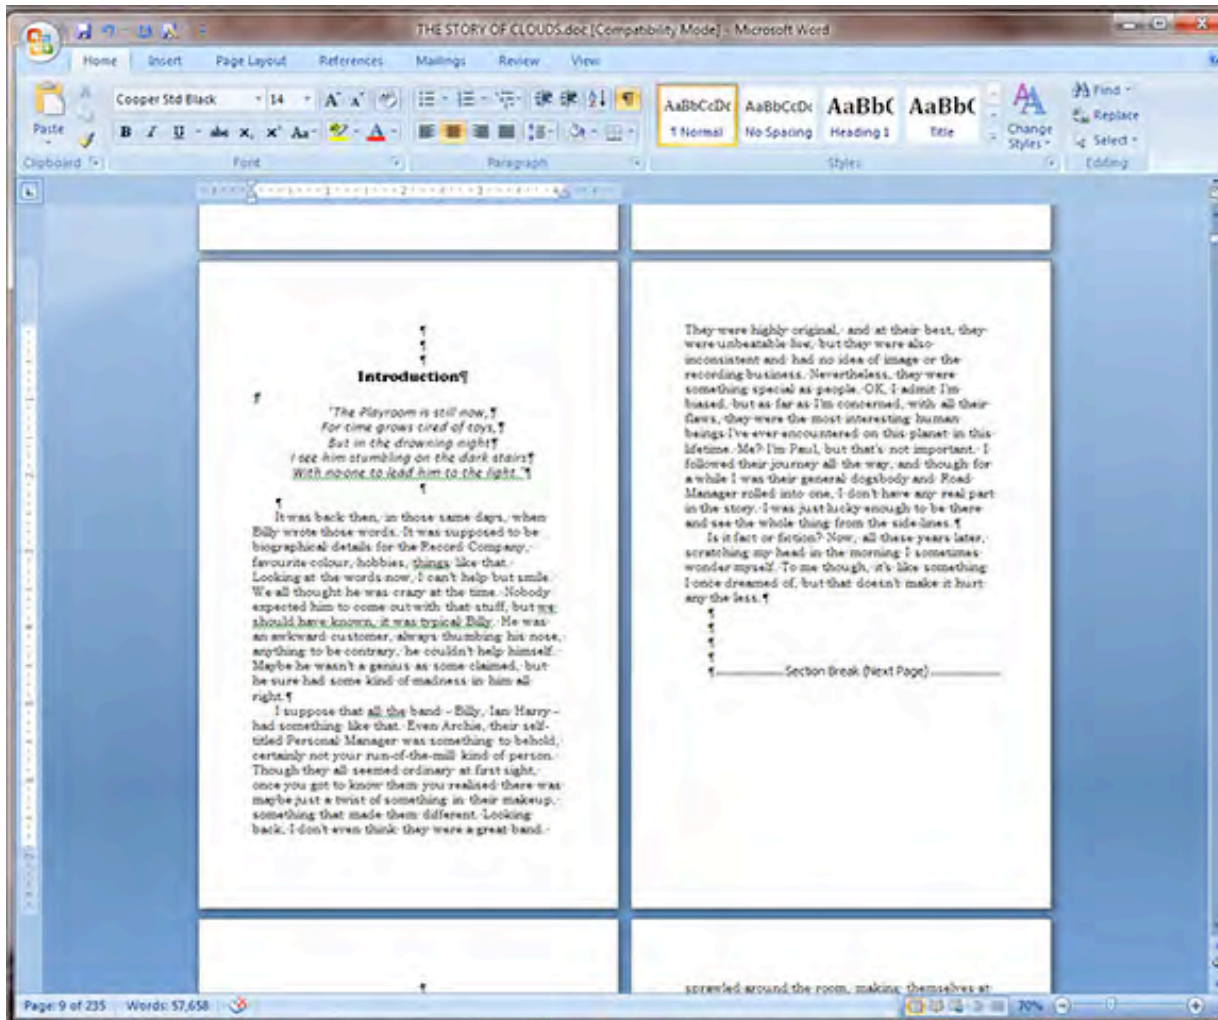 THE STORY OF CLOUDS.doc [Compatibility Mode] - Microsoft Word
Home Insert Page Layout References Mailings Review View
Cooper Std Black 14
AaBbCcDc AaBbCcDc AaBbC AaBbC
Paste
B I U abc x, x² Aa A
¶ Normal No Spacing Heading 1 Title
Change Styles
Find
Replace
Select
Clipboard Font Paragraph Styles Editing
¶
¶
¶
Introduction¶
¶
"The Playroom is still now,¶
For time grows tired of toys,¶
But in the drowning night¶
I see him stumbling on the dark stairs¶
With no-one to lead him to the light."¶
¶
¶
It was back then, in those same days, when
Billy wrote those words. It was supposed to be
biographical details for the Record Company,
favourite colour, hobbies, things like that.
Looking at the words now, I can't help but smile.
We all thought he was crazy at the time. Nobody
expected him to come out with that stuff, but we
should have known, it was typical Billy. He was
an awkward customer, always thumbing his nose,
anything to be contrary, he couldn't help himself.
Maybe he wasn't a genius as some claimed, but
he sure had some kind of madness in him all
right.¶
I suppose that all the band - Billy, Ian Harry -
had something like that. Even Archie, their self-
titled Personal Manager was something to behold,
certainly not your run-of-the-mill kind of person.
Though they all seemed ordinary at first sight,
once you got to know them you realised there was
maybe just a twist of something in their makeup,
something that made them different. Looking
back, I don't even think they were a great band.
They were highly original, and at their best, they
were unbeatable live, but they were also
inconsistent and had no idea of image or the
recording business. Nevertheless, they were
something special as people. OK, I admit I'm
biased, but as far as I'm concerned, with all their
flaws, they were the most interesting human
beings I've ever encountered on this planet in this
lifetime. Me? I'm Paul, but that's not important. I
followed their journey all the way, and though for
a while I was their general dogsbody and Road
Manager rolled into one, I don't have any real part
in the story. I was just lucky enough to be there
and see the whole thing from the side-lines.¶
Is it fact or fiction? Now, all these years later,
scratching my head in the morning I sometimes
wonder myself. To me though, it's like something
I once dreamed of, but that doesn't make it hurt
any the less.¶
¶
¶
¶
¶
¶ Section Break (Next Page)
¶
sprawled around the room, making themselves at
Page: 9 of 235 Words: 57,658 70%